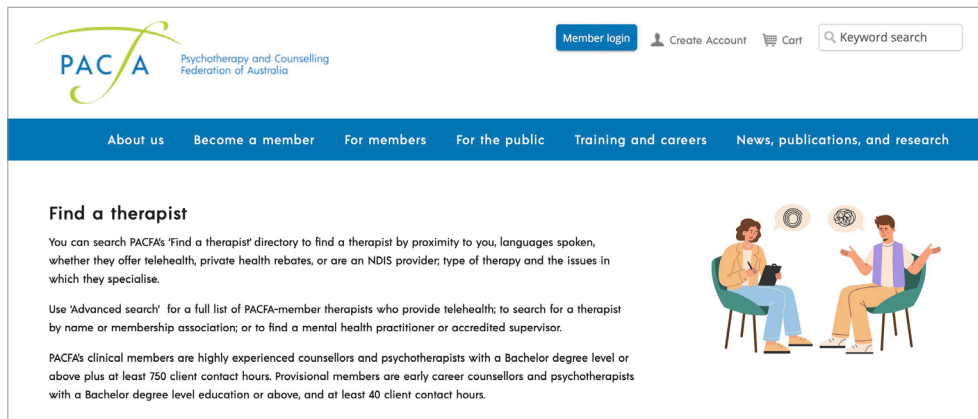 PACFA
Psychotherapy and Counselling
Federation of Australia
Member login
Create Account
Cart
Keyword search
About us
Become a member
For members
For the public
Training and careers
News, publications, and research
Find a therapist
You can search PACFA's 'Find a therapist' directory to find a therapist by proximity to you, languages spoken,
whether they offer telehealth, private health rebates, or are an NDIS provider; type of therapy and the issues in
which they specialise.
Use 'Advanced search' for a full list of PACFA-member therapists who provide telehealth; to search for a therapist
by name or membership association; or to find a mental health practitioner or accredited supervisor.
PACFA's clinical members are highly experienced counsellors and psychotherapists with a Bachelor degree level or
above plus at least 750 client contact hours. Provisional members are early career counsellors and psychotherapists
with a Bachelor degree level education or above, and at least 40 client contact hours.